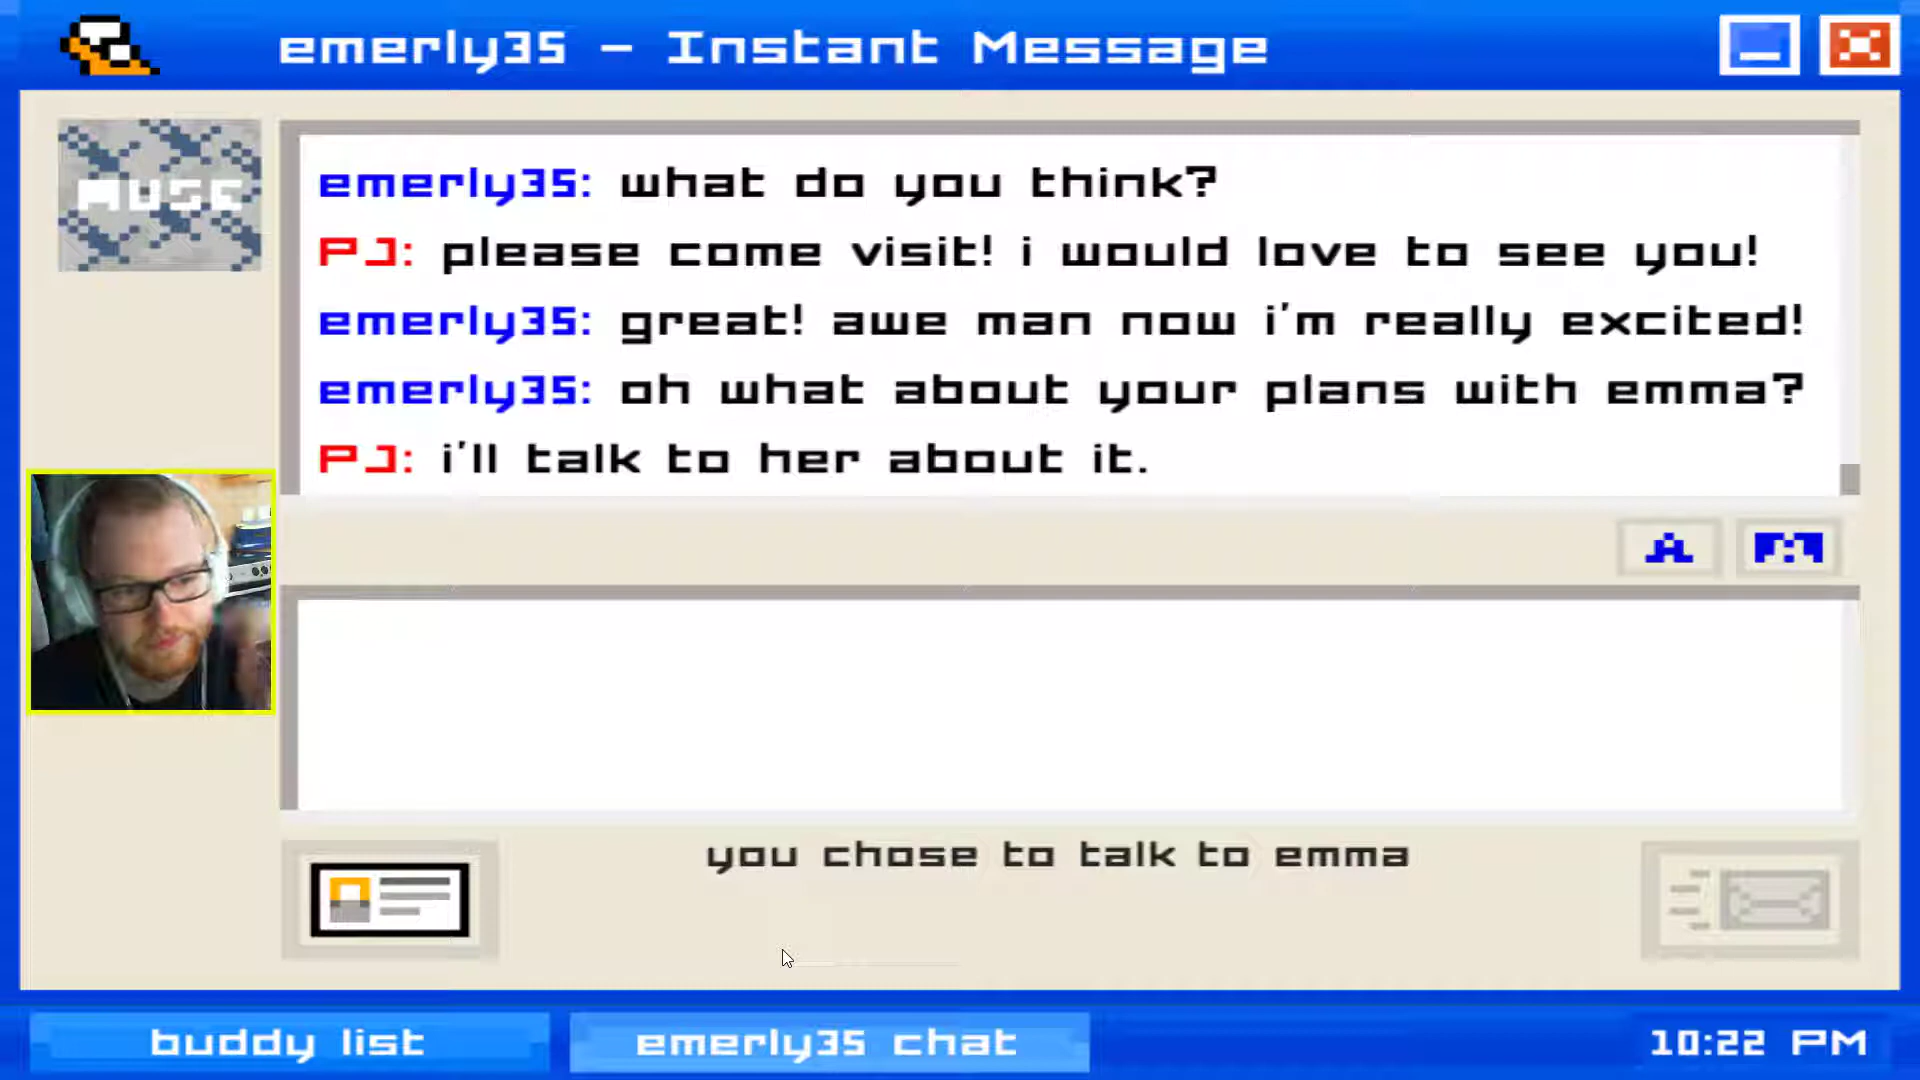 emerly35 - Instant Message
MUSE
emerly35: what do you think?
PJ: please come visit! i would love to see you!
emerly35: great! awe man now i'm really excited!
emerly35: oh what about your plans with emma?
PJ: i'll talk to her about it.
A
you chose to talk to emma
buddy list
emerly35 chat
10:22 PM